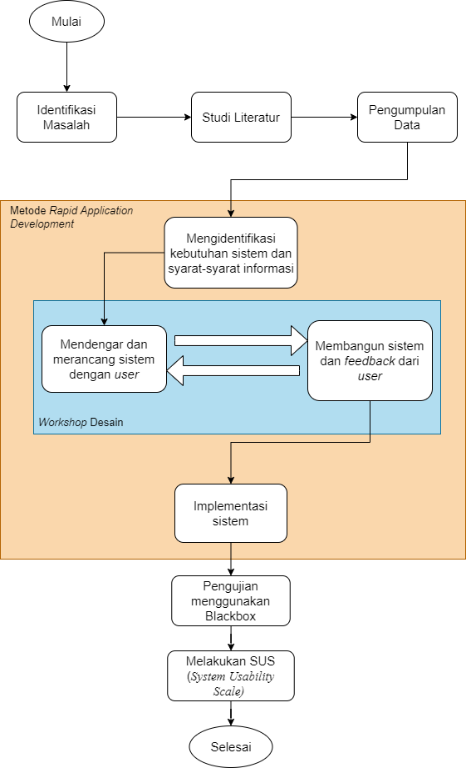 Mulai
Identifikasi
Masalah
Studi Literatur
Pengumpulan
Data
Metode Rapid Application
Development
Mengidentifikasi
kebutuhan sistem dan
syarat-syarat informasi
Mendengar dan
merancang sistem
dengan user
Membangun sistem
dan feedback dari
user
Workshop Desain
Implementasi
sistem
Pengujian
menggunakan
Blackbox
Melakukan SUS
(System Usability
Scale)
Selesai